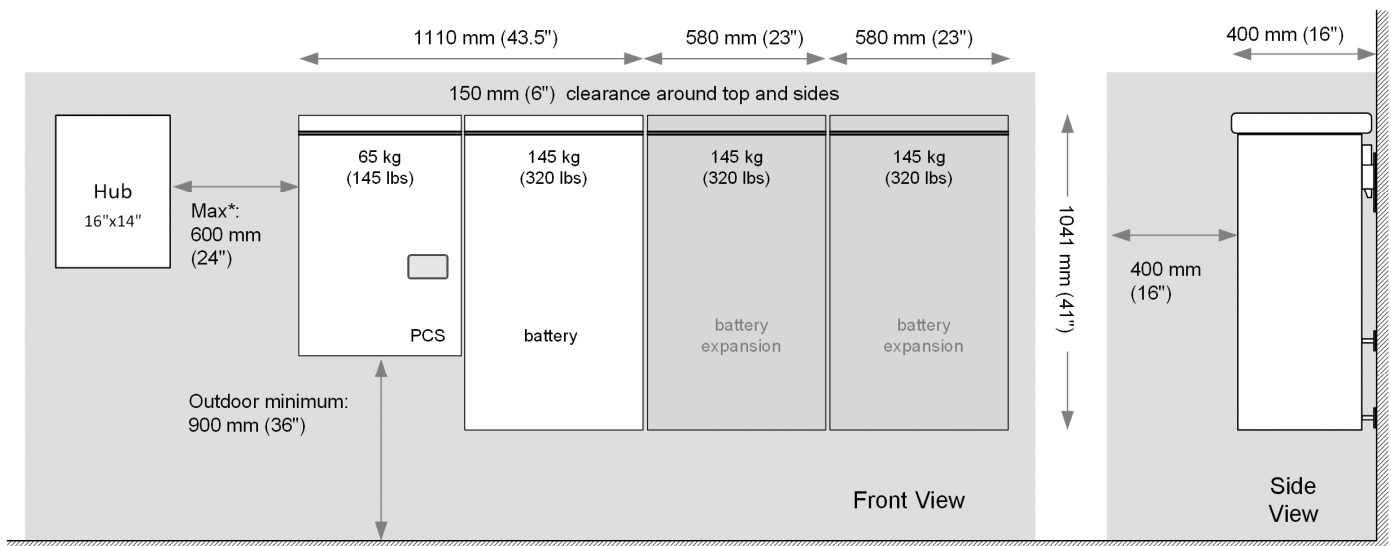 1110 mm (43.5")
580 mm (23")
580 mm (23")
400 mm (16")
150 mm (6")  clearance around top and sides
Hub
16"x14"
Max*:
600 mm
(24")
65 kg
(145 lbs)
PCS
145 kg
(320 lbs)
battery
145 kg
(320 lbs)
battery
expansion
145 kg
(320 lbs)
battery
expansion
1041 mm (41")
400 mm
(16")
Outdoor minimum:
900 mm (36")
Front View
Side
View